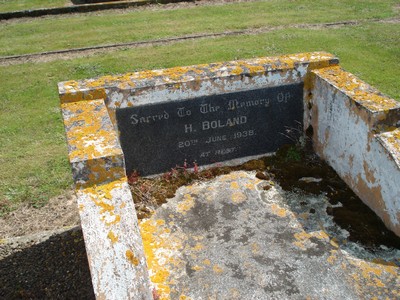 Sacred To The Memory Of
H. BOLAND
20TH JUNE 1938
AT REST